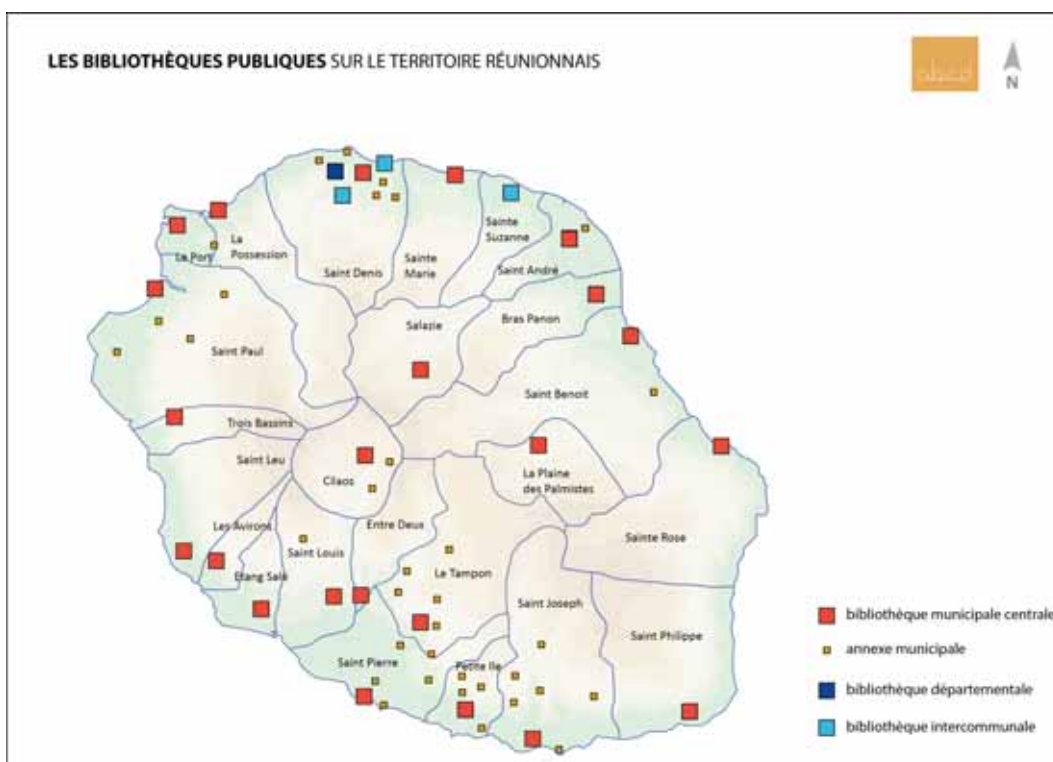 LES BIBLIOTHÈQUES PUBLIQUES SUR LE TERRITOIRE RÉUNIONNAIS
N
Sainte
Suzanne
La
Possession
Le Port
Saint Denis
Sainte
Marie
Saint André
Salazie
Bras Panon
Saint Paul
Saint Benoit
Trois Bassins
Saint Leu
Cilaos
La Plaine
des Palmistes
Les Avirons
Entre Deux
Saint Louis
Sainte Rose
Etang Salé
Le Tampon
Saint Joseph
Saint Philippe
Saint Pierre
Petite Ile
bibliothèque municipale centrale
annexe municipale
bibliothèque départementale
bibliothèque intercommunale